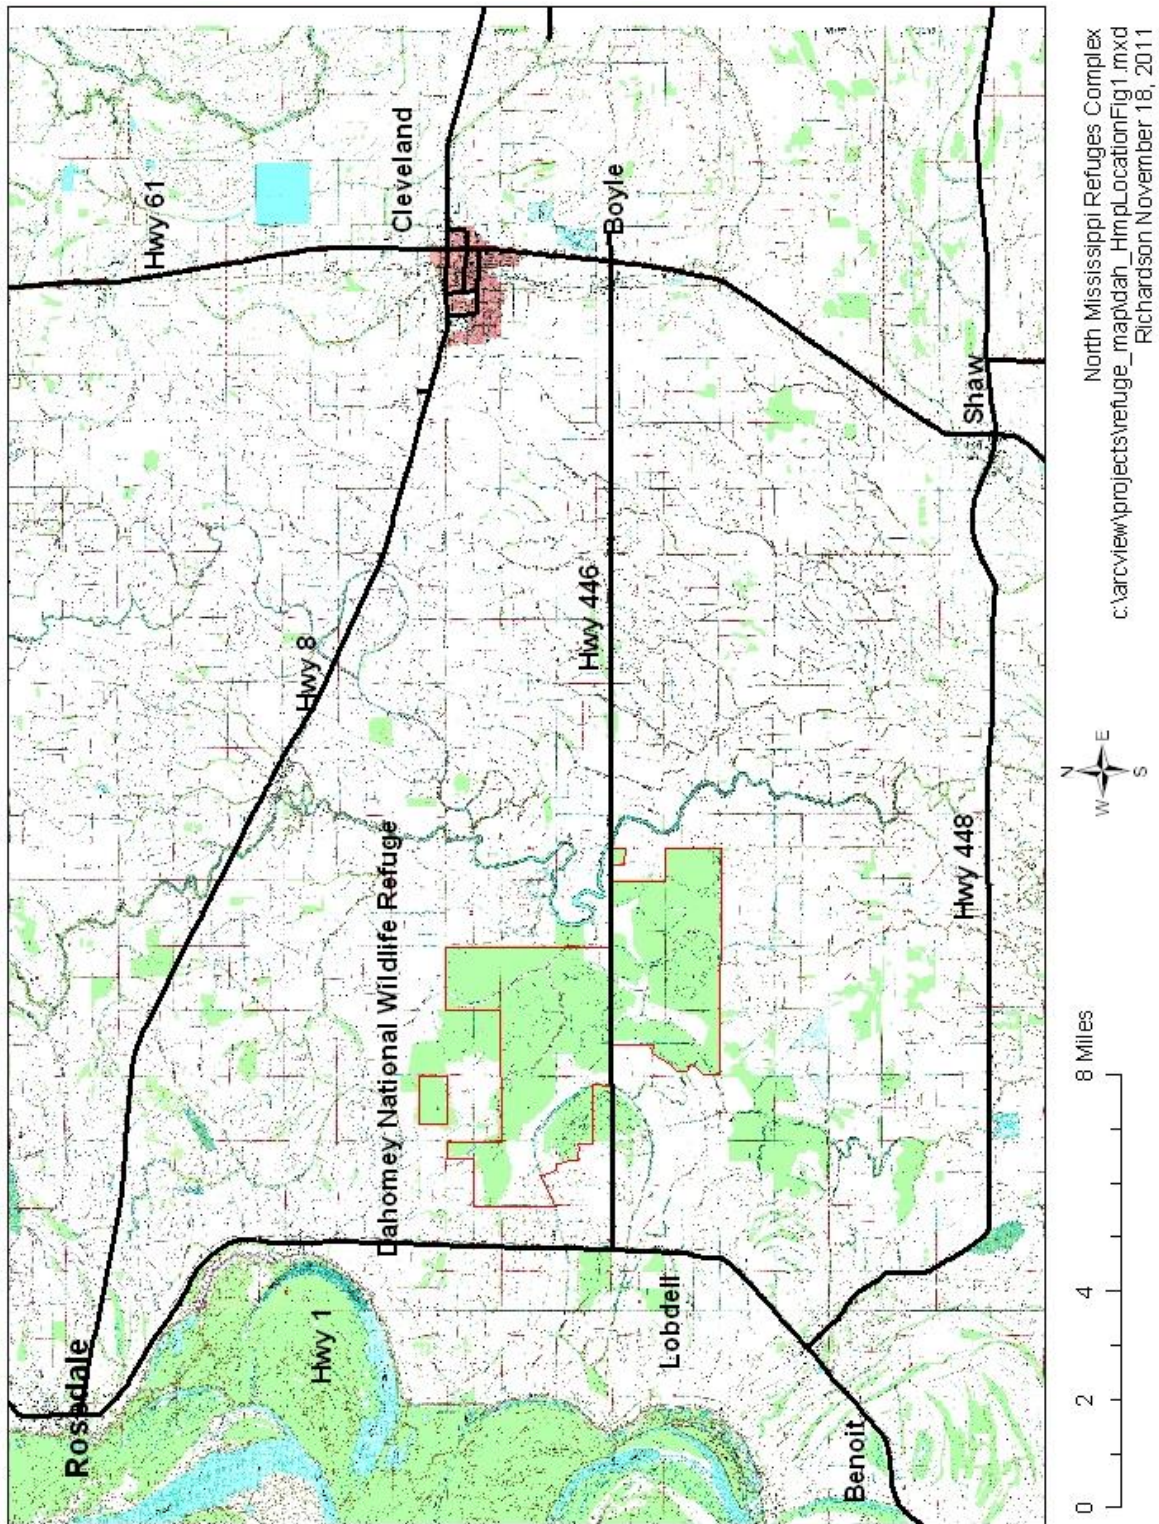 Rosedale
Hwy 8
Hwy 61
Cleveland
Hwy 1
Dahomey National Wildlife Refuge
Hwy 446
Boyle
Lobdell
Benoit
Hwy 448
Shaw
0 2 4 8 Miles
N
W E
S
North Mississippi Refuges Complex
c:\arcview\projects\refuge_map\dah_HmpLocationFig1.mxd
Richardson November 18, 2011